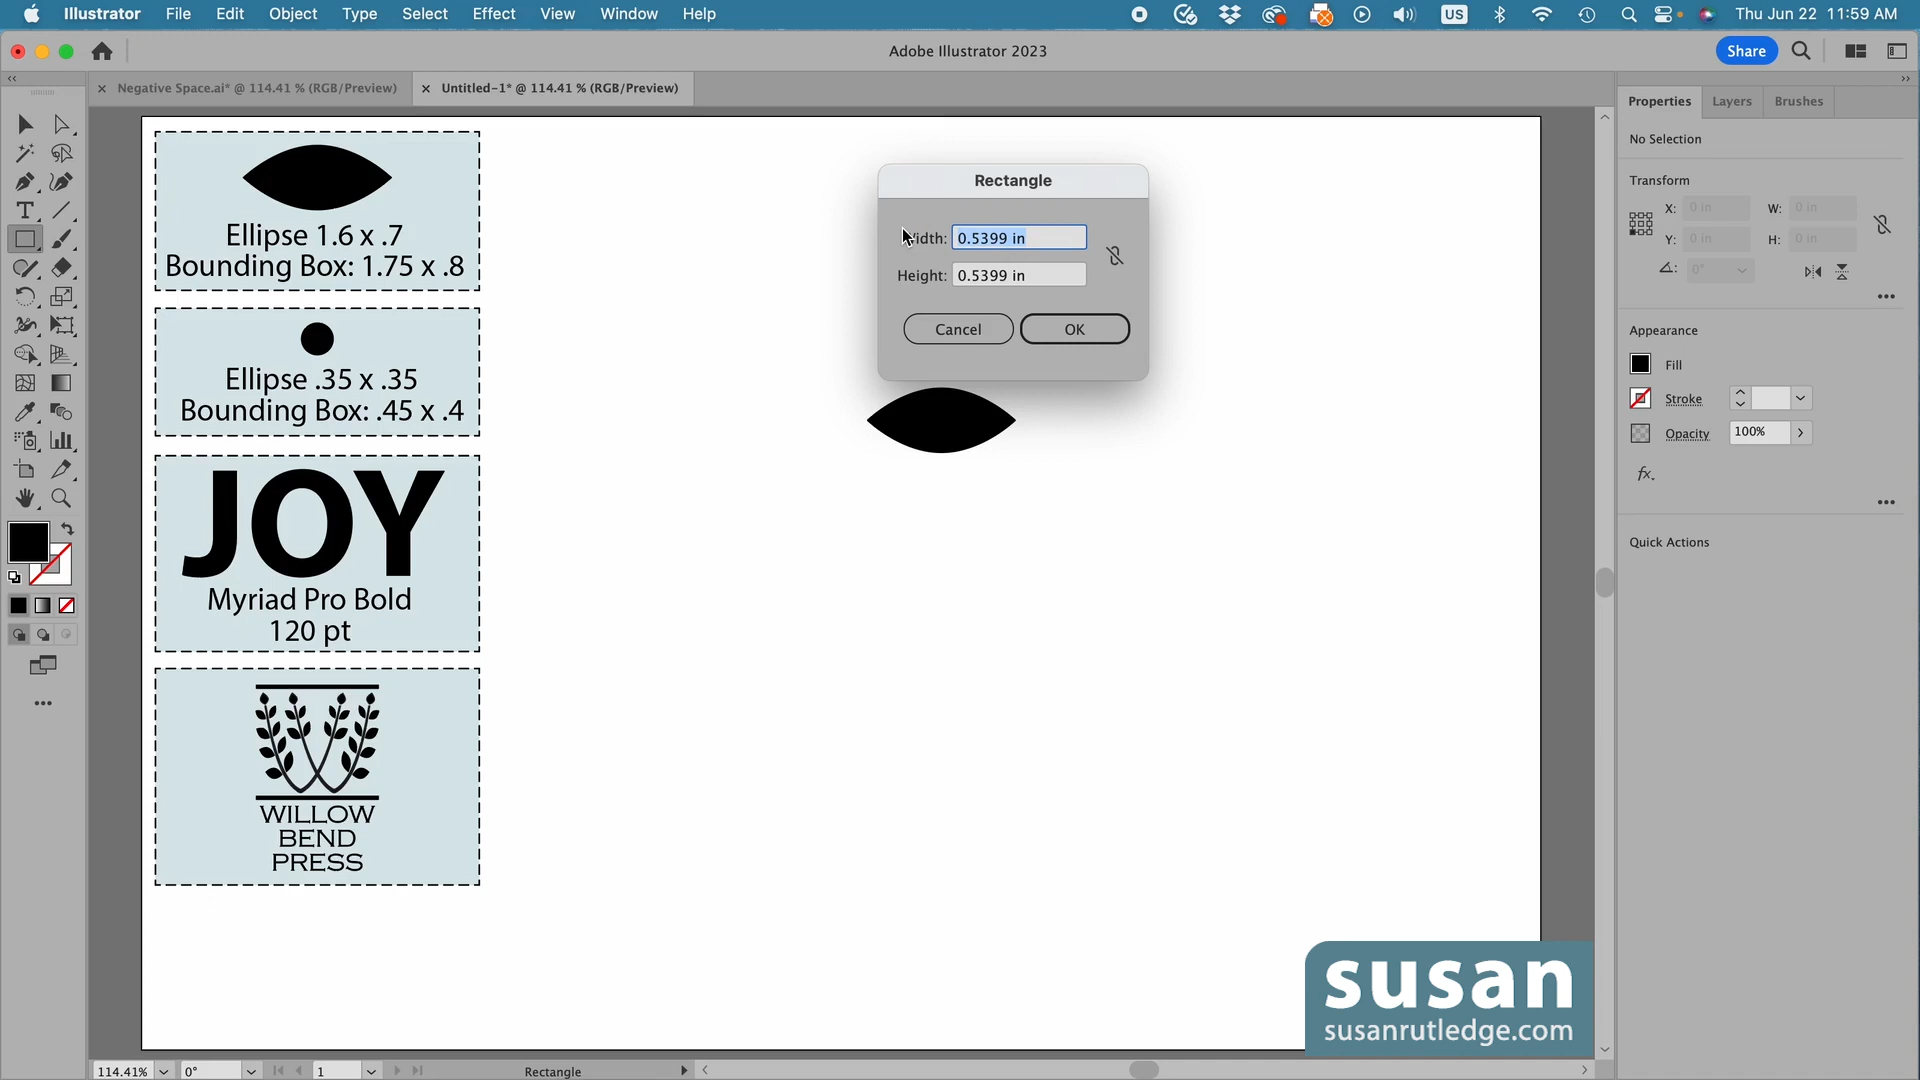 Illustrator File Edit Object Type Select Effect View Window Help US Thu Jun 22 11:59 AM
Adobe Illustrator 2023 Share
Negative Space.ai* @ 114.41 % (RGB/Preview) Untitled-1* @ 114.41 % (RGB/Preview)
Properties Layers Brushes
No Selection
Transform
X: 0 in W: 0 in
Y: 0 in H: 0 in
0°
Appearance
Fill
Stroke
Opacity 100%
fx.
Quick Actions
Rectangle
idth: 0.5399 in
Height: 0.5399 in
Cancel OK
Ellipse 1.6 x .7
Bounding Box: 1.75 x .8
Ellipse .35 x .35
Bounding Box: .45 x .4
JOY
Myriad Pro Bold
120 pt
WILLOW
BEND
PRESS
susan
susanrutledge.com
114.41% 0° 1 Rectangle